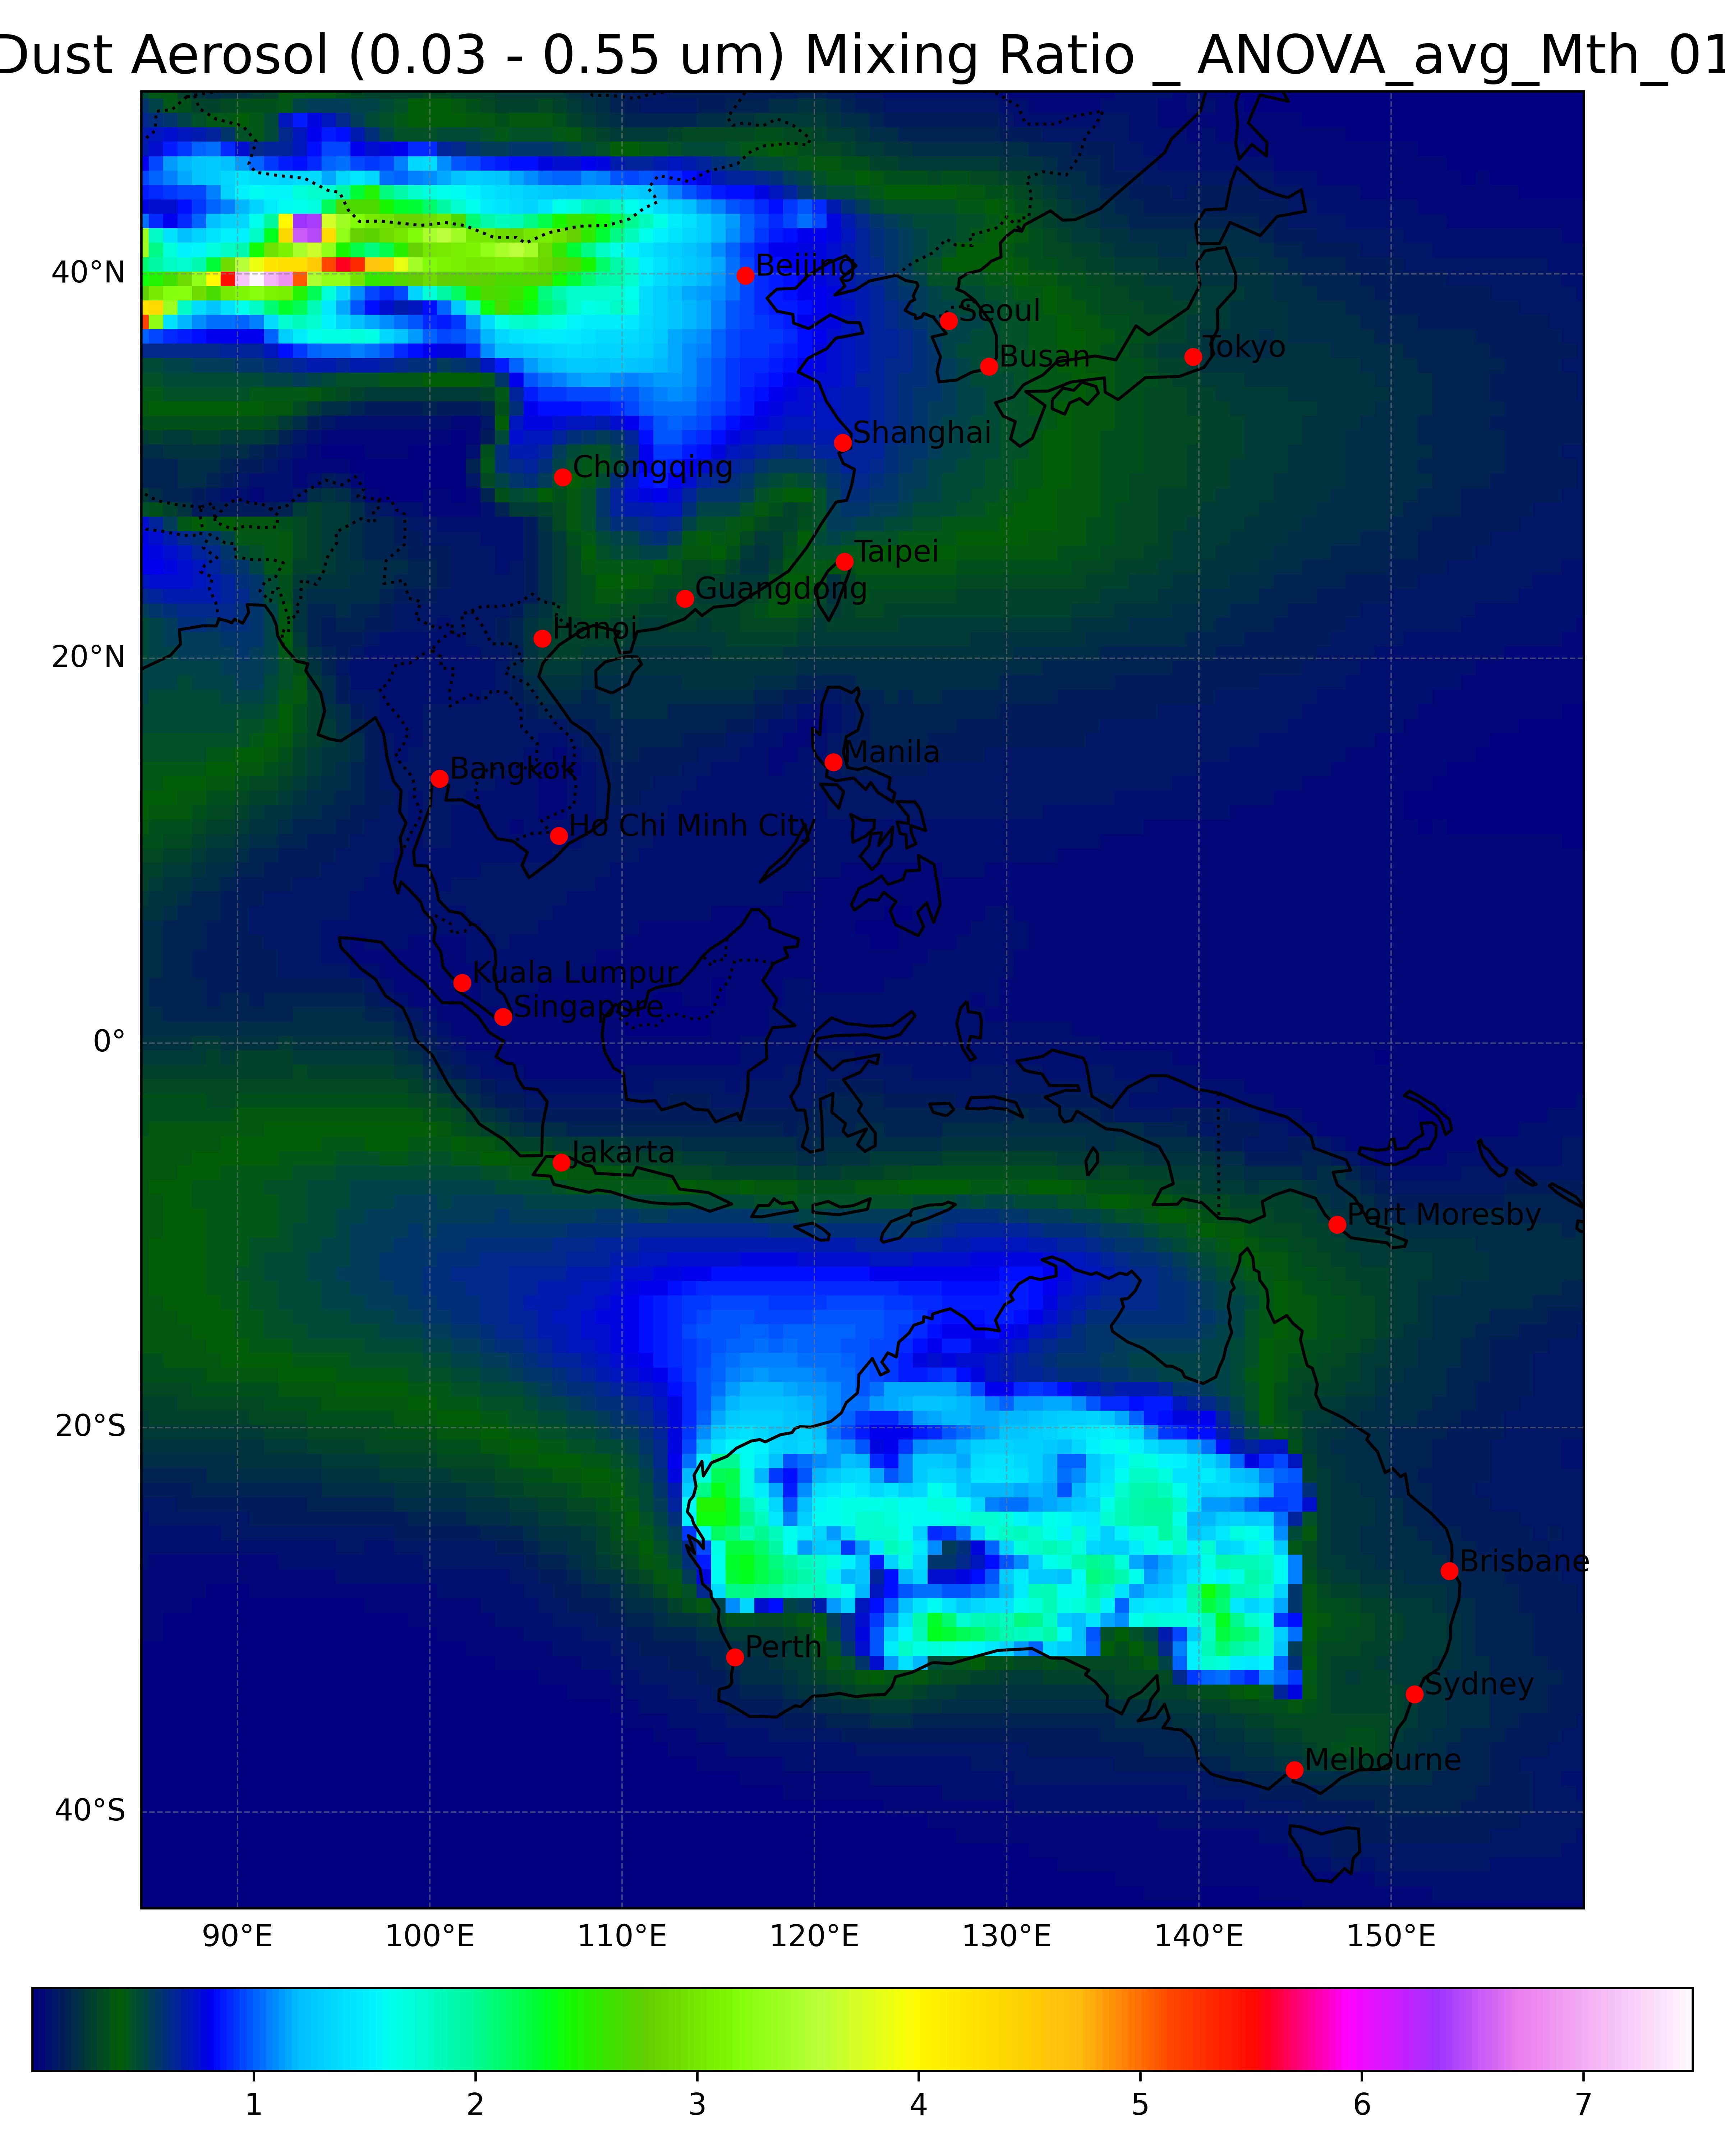 Dust Aerosol (0.03 - 0.55 um) Mixing Ratio _ ANOVA_avg_Mth_01
40°N
Beijing
Seoul
Busan
Tokyo
Shanghai
Chongqing
Taipei
Guangdong
Hanoi
20°N
Manila
Bangkok
Ho Chi Minh City
Kuala Lumpur
Singapore
0°
Jakarta
Port Moresby
20°S
Brisbane
Perth
Sydney
Melbourne
40°S
90°E 100°E 110°E 120°E 130°E 140°E 150°E
1 2 3 4 5 6 7